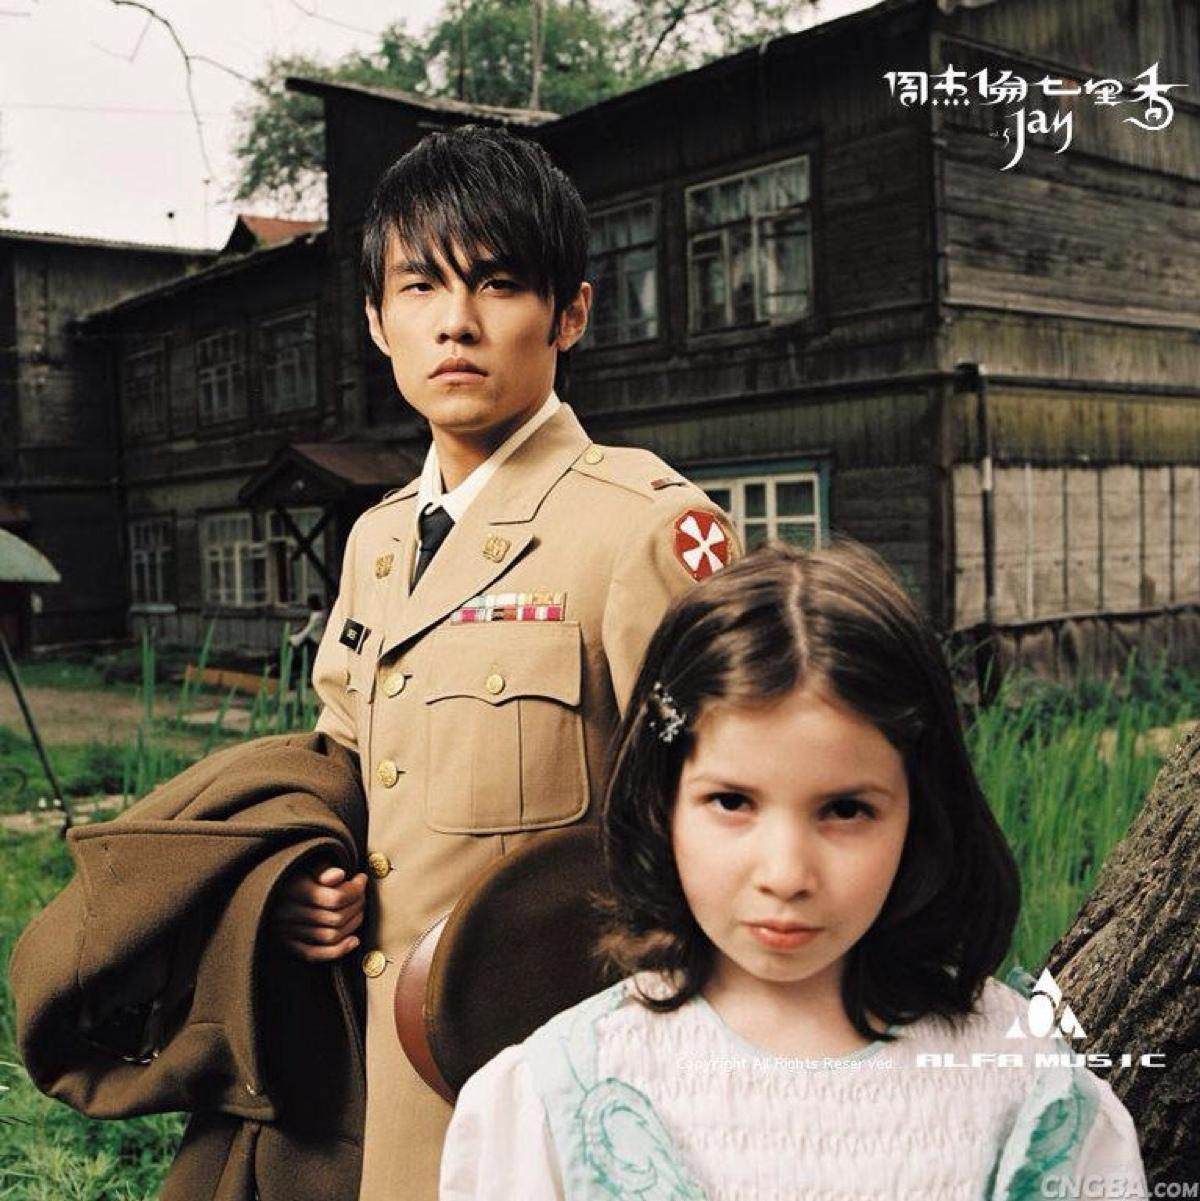 周杰倫七里香
Jay
Copyright All Rights Reserved.
ALFA MUSIC
CNGBA.COM